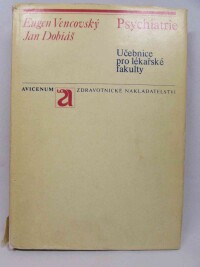 Eugen Vencovský Psychiatrie
Jan Dobiáš
Učebnice
pro lékařské
fakulty
AVICENUM ZDRAVOTNICKÉ NAKLADATELSTVÍ